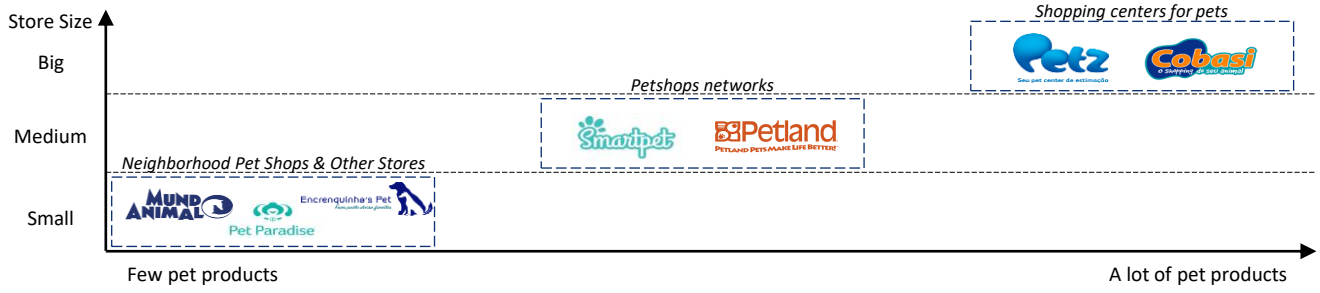 Shopping centers for pets
Store Size
Big
Petz
Seu pet center de estimação
Cobasi
o Shopping do seu animal
Petshops networks
Medium
Smartpet
Petland
PETLAND PETS MAKE LIFE BETTER!
Neighborhood Pet Shops & Other Stores
Small
MUNDO
ANIMAL
Encrenquinha's Pet
Pet Paradise
Few pet products
A lot of pet products